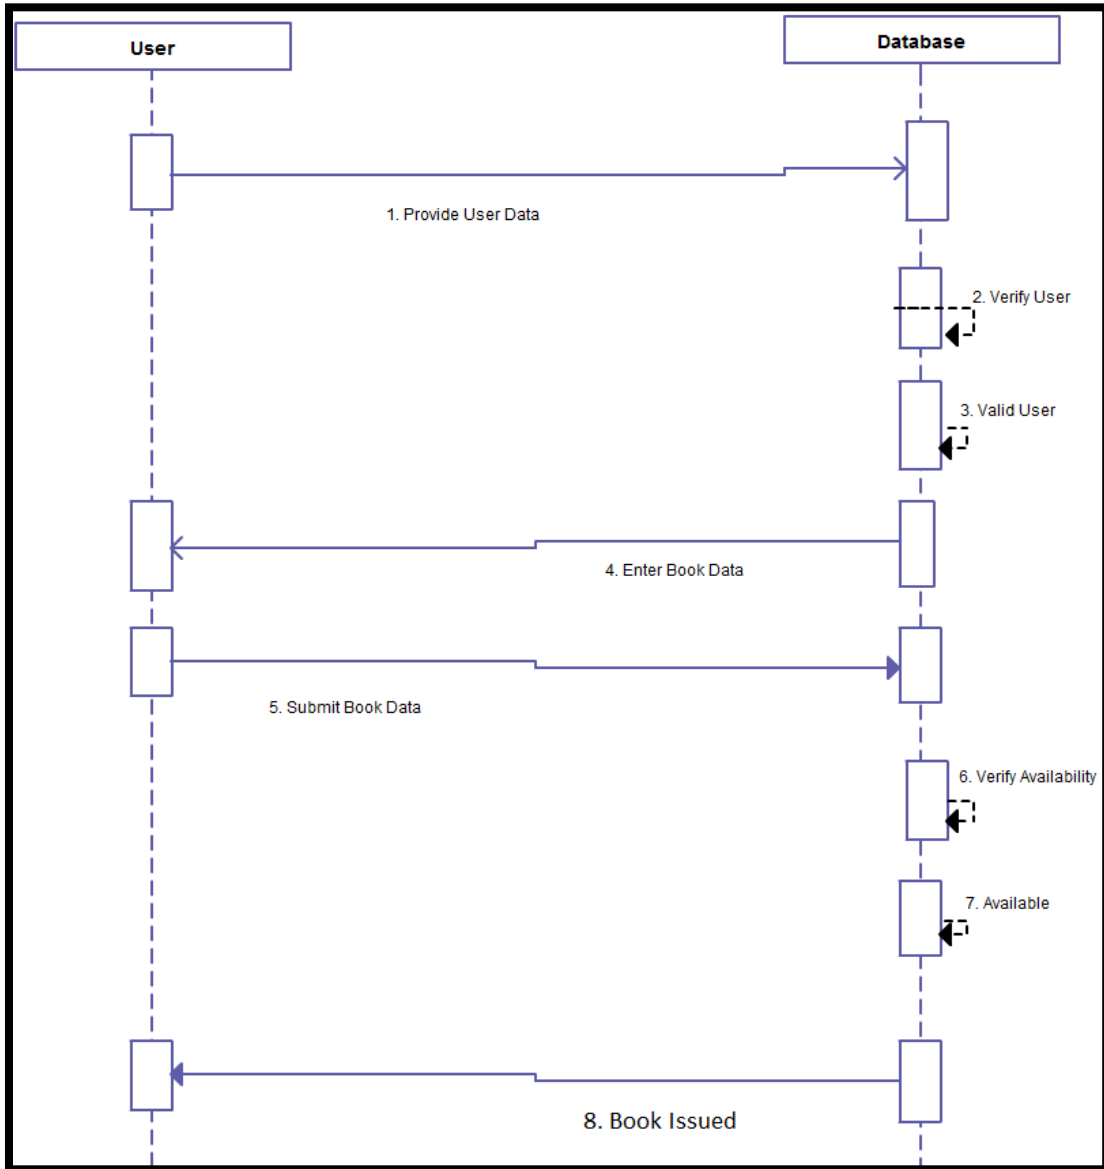 User
Database
1. Provide User Data
2. Verify User
3. Valid User
4. Enter Book Data
5. Submit Book Data
6. Verify Availability
7. Available
8. Book Issued